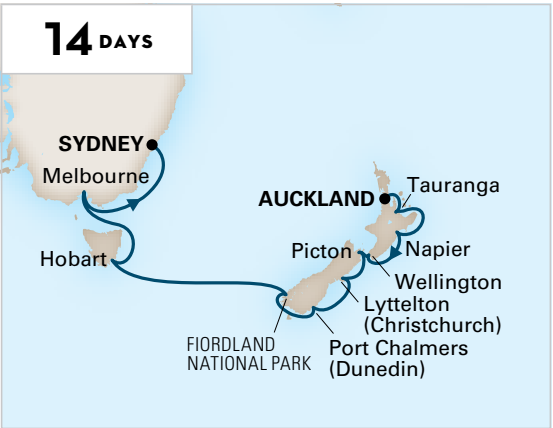 14 DAYS
SYDNEY
Melbourne
Hobart
AUCKLAND
Tauranga
Napier
Wellington
Picton
Lyttelton
(Christchurch)
Port Chalmers
(Dunedin)
FIORDLAND
NATIONAL PARK